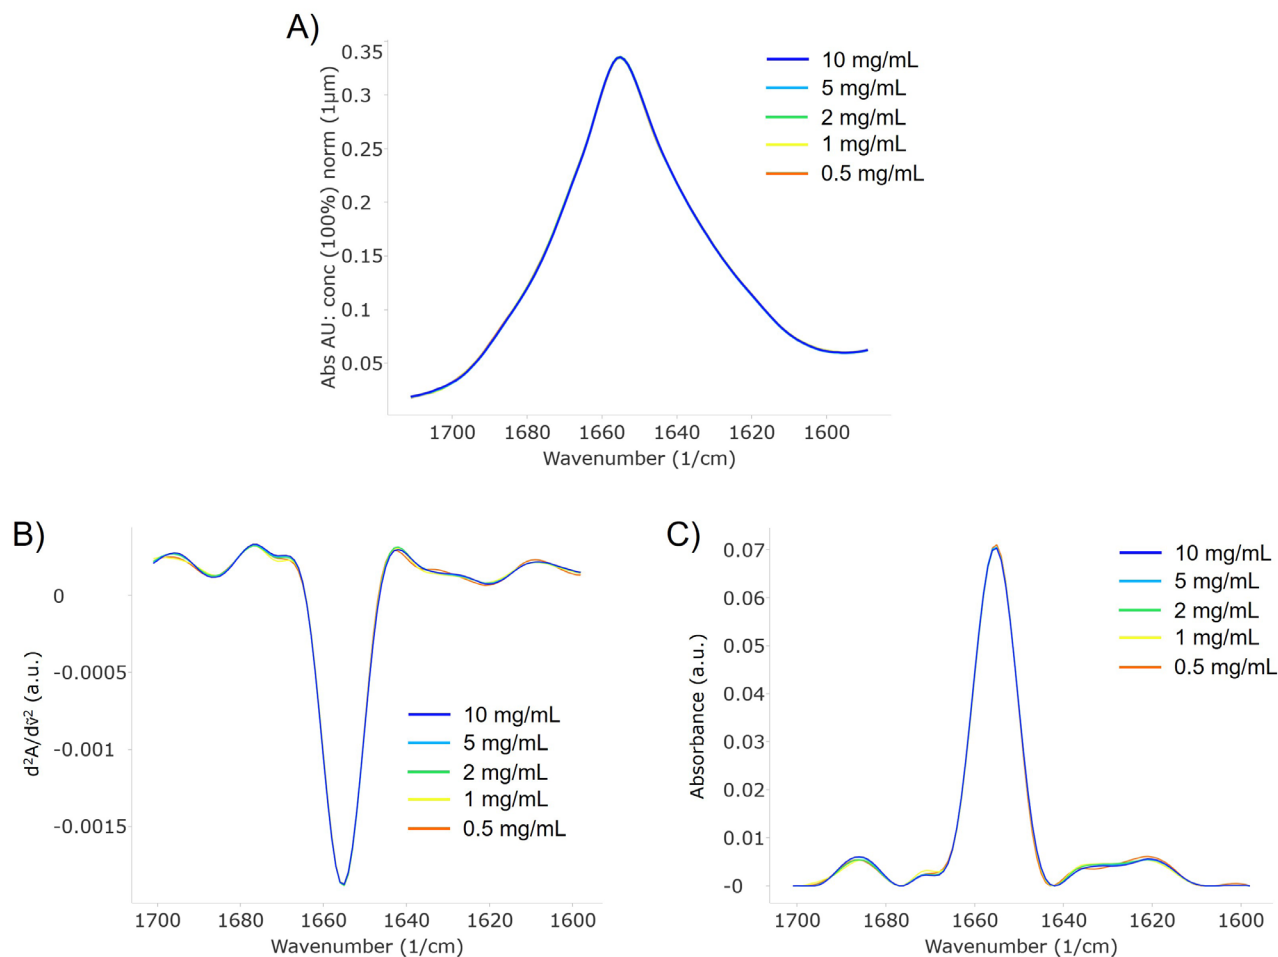 A)
Abs AU: conc (100%) norm (1μm)
0.35
0.3
0.25
0.2
0.15
0.1
0.05
1700 1680 1660 1640 1620 1600
Wavenumber (1/cm)
10 mg/mL
5 mg/mL
2 mg/mL
1 mg/mL
0.5 mg/mL
B)
d²A/dṽ² (a.u.)
0
-0.0005
-0.001
-0.0015
1700 1680 1660 1640 1620 1600
Wavenumber (1/cm)
10 mg/mL
5 mg/mL
2 mg/mL
1 mg/mL
0.5 mg/mL
C)
Absorbance (a.u.)
0.07
0.06
0.05
0.04
0.03
0.02
0.01
-0
1700 1680 1660 1640 1620 1600
Wavenumber (1/cm)
10 mg/mL
5 mg/mL
2 mg/mL
1 mg/mL
0.5 mg/mL